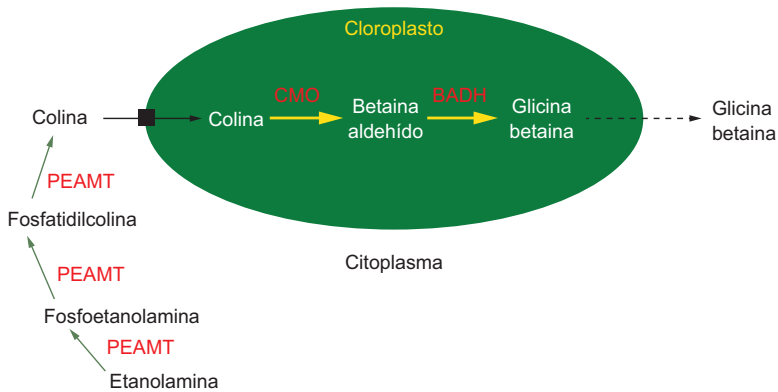 Cloroplasto
CMO
BADH
Colina
Colina
Betaina
aldehído
Glicina
betaina
Glicina
betaina
PEAMT
Fosfatidilcolina
Citoplasma
PEAMT
Fosfoetanolamina
PEAMT
Etanolamina